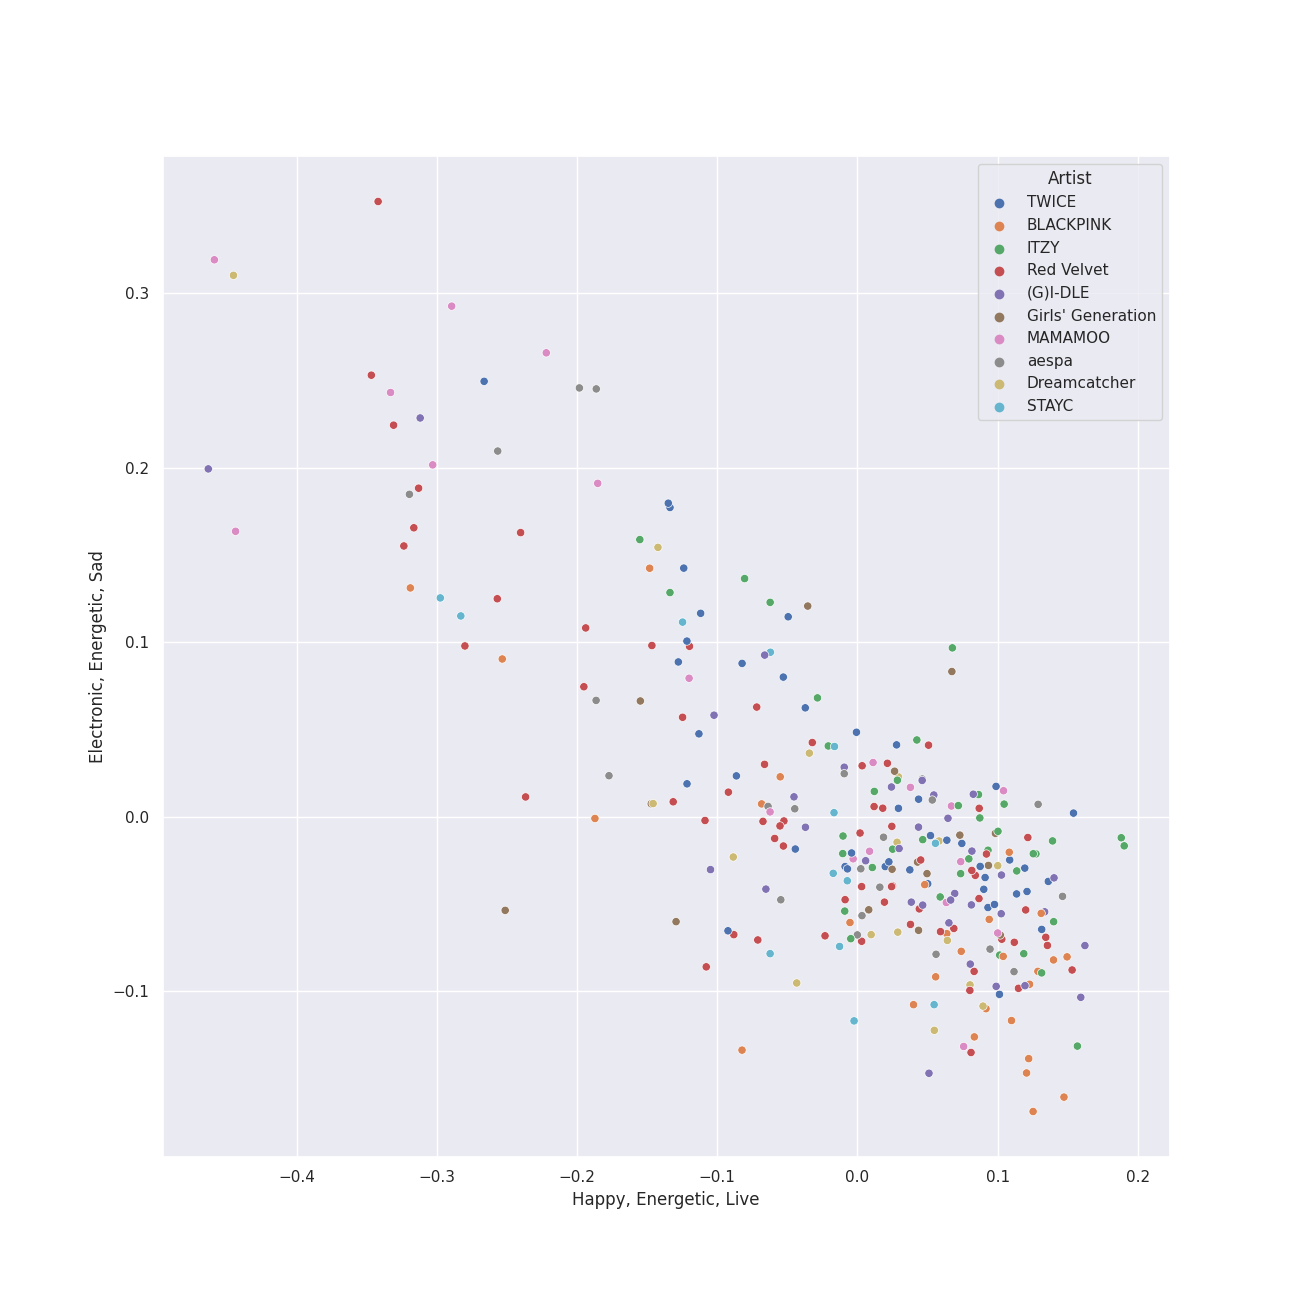 Artist
TWICE
BLACKPINK
ITZY
Red Velvet
(G)I-DLE
Girls' Generation
MAMAMOO
aespa
Dreamcatcher
STAYC
0.3
0.2
0.1
0.0
−0.1
Electronic, Energetic, Sad
−0.4 −0.3 −0.2 −0.1 0.0 0.1 0.2
Happy, Energetic, Live